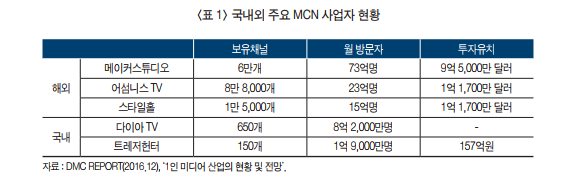 <표 1> 국내외 주요 MCN 사업자 현황
보유채널 월 방문자 투자유치
해외 메이커스튜디오 6만개 73억명 9억 5,000만 달러
어섬니스 TV 8만 8,000개 23억명 1억 1,700만 달러
스타일홀 1만 5,000개 15억명 1억 1,700만 달러
국내 다이아 TV 650개 8억 2,000만명 -
트레저헌터 150개 1억 9,000만명 157억원
자료 : DMC REPORT(2016.12), '1인 미디어 산업의 현황 및 전망'.